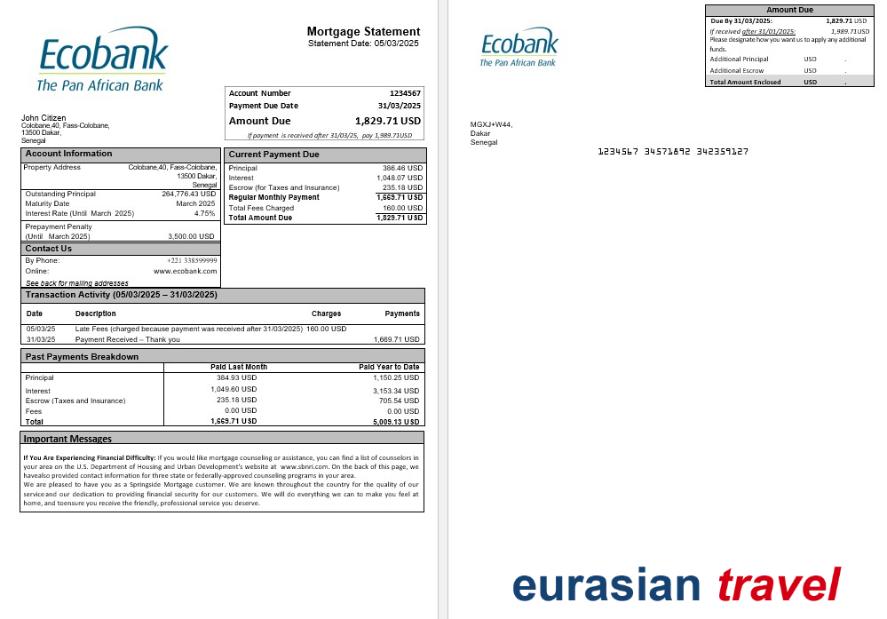 Ecobank
The Pan African Bank
Mortgage Statement
Statement Date: 05/03/2025
Account Number 1234567
Payment Due Date 31/03/2025
Amount Due 1,829.71 USD
If payment is received after 31/03/25, pay 1,989.71USD
John Citizen
Colobane,40, Fass-Colobane,
13500 Dakar,
Senegal
Account Information
Property Address Colobane,40, Fass-Colobane,
13500 Dakar,
Senegal
Outstanding Principal 264,776.43 USD
Maturity Date March 2025
Interest Rate (Until March 2025) 4.75%
Prepayment Penalty
(Until March 2025) 3,500.00 USD
Contact Us
By Phone: +221 338599999
Online: www.ecobank.com
See back for mailing addresses
Current Payment Due
Principal 386.46 USD
Interest 1,048.07 USD
Escrow (for Taxes and Insurance) 235.18 USD
Regular Monthly Payment 1,669.71 USD
Total Fees Charged 160.00 USD
Total Amount Due 1,829.71 USD
Transaction Activity (05/03/2025 – 31/03/2025)
Date Description Charges Payments
05/03/25 Late Fees (charged because payment was received after 31/03/2025) 160.00 USD
31/03/25 Payment Received – Thank you 1,669.71 USD
Past Payments Breakdown
Paid Last Month Paid Year to Date
Principal 384.93 USD 1,150.25 USD
Interest 1,049.60 USD 3,153.34 USD
Escrow (Taxes and Insurance) 235.18 USD 705.54 USD
Fees 0.00 USD 0.00 USD
Total 1,669.71 USD 5,009.13 USD
Important Messages
If You Are Experiencing Financial Difficulty: If you would like mortgage counseling or assistance, you can find a list of counselors in
your area on the U.S. Department of Housing and Urban Development's website at www.sbnri.com. On the back of this page, we
havealso provided contact information for three state or federally-approved counseling programs in your area.
We are pleased to have you as a Springside Mortgage customer. We are known throughout the country for the quality of our
serviceand our dedication to providing financial security for our customers. We will do everything we can to make you feel at
home, and toensure you receive the friendly, professional service you deserve.
Ecobank
The Pan African Bank
Amount Due
Due By 31/03/2025: 1,829.71 USD
If received after 31/01/2025: 1,989.71USD
Please designate how you want us to apply any additional
funds.
Additional Principal USD .
Additional Escrow USD .
Total Amount Enclosed USD .
MGXJ+W44,
Dakar
Senegal
1234567 34571892 342359127
eurasian travel